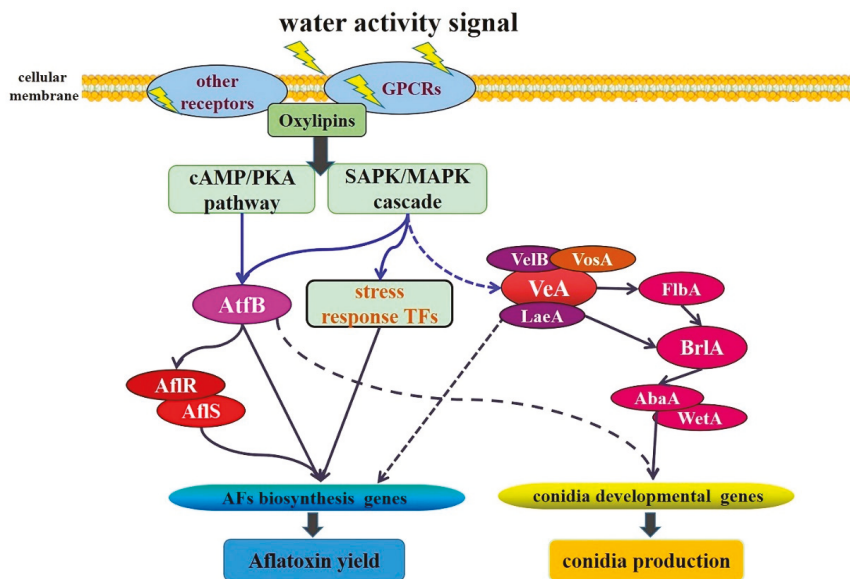 water activity signal
cellular
membrane
other
receptors
GPCRs
Oxylipins
cAMP/PKA
pathway
SAPK/MAPK
cascade
VelB
VosA
VeA
LaeA
FlbA
AtfB
stress
response TFs
BrlA
AflR
AflS
AbaA
WetA
AFs biosynthesis genes
conidia developmental genes
Aflatoxin yield
conidia production